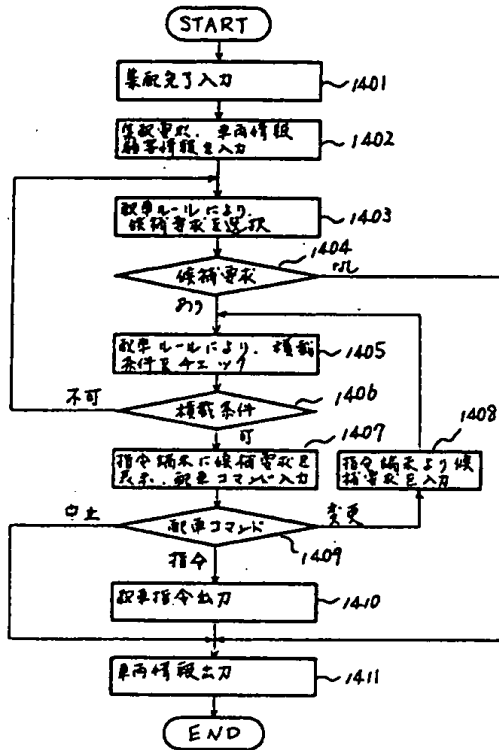 START
集配完了入力
1401
集配要求、車両情報
顧客情報を入力
1402
配車ルールにより、
候補要求を選択
1403
1404
候補要求
なし
あり
配車ルールにより、積載
条件をチェック
1405
不可
積載条件
1406
可
1407
指令端末に候補要求を
表示、配車コマンド入力
1408
指令端末より候
補要求を入力
中止
配車コマンド
変更
1409
指令
配車指令出力
1410
車両情報出力
1411
END